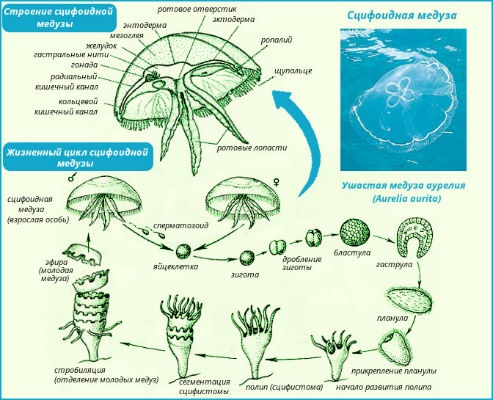 Строение сцифоидной
медузы
ротовое отверстие
эктодерма
энтодерма
мезоглея
желудок
гастральные нити
гонада
радиальный
кишечный канал
кольцевой
кишечный канал
ропалий
щупальце
ротовые лопасти
Сцифоидная медуза
Ушастая медуза аурелия
(Aurelia aurita)
Жизненный цикл сцифоидной
медузы
♂
♀
сцифоидная
медуза
(взрослая особь)
сперматозоид
яйцеклетка
зигота
дробление
зиготы
бластула
гаструла
планула
прикрепление планулы
начало развития полипа
полип (сцифистома)
сегментация
сцифистомы
стробиляция
(отделение молодых медуз)
эфира
(молодая
медуза)